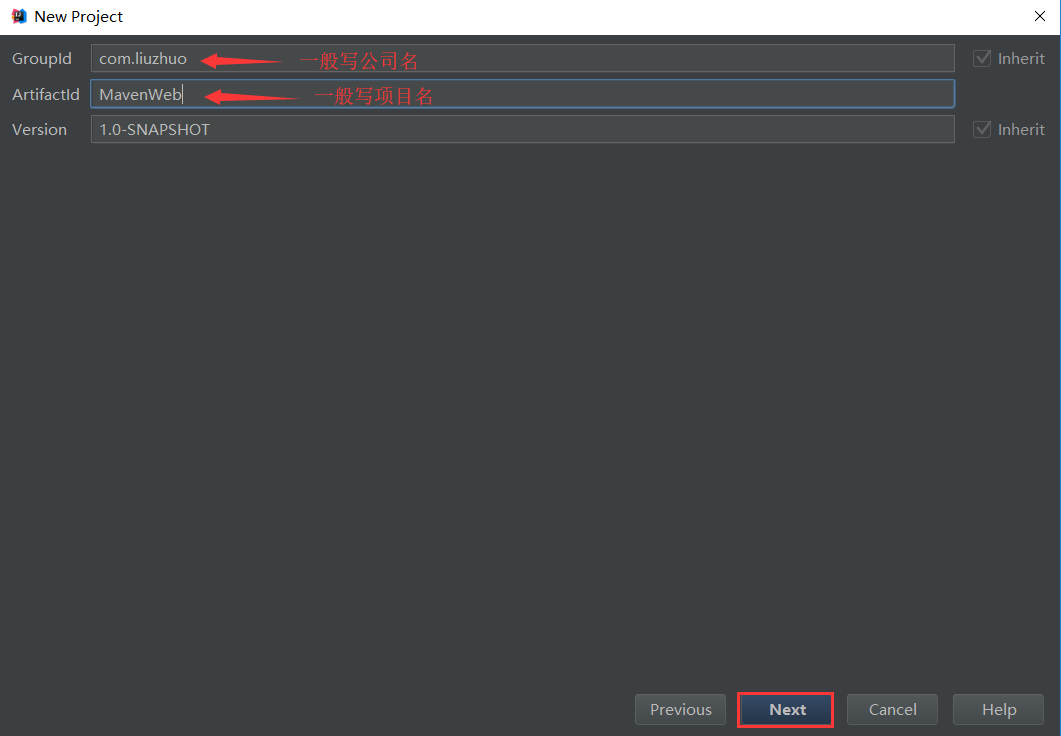 New Project
GroupId com.liuzhuo 一般写公司名 Inherit
ArtifactId MavenWeb 一般写项目名
Version 1.0-SNAPSHOT Inherit
Previous Next Cancel Help